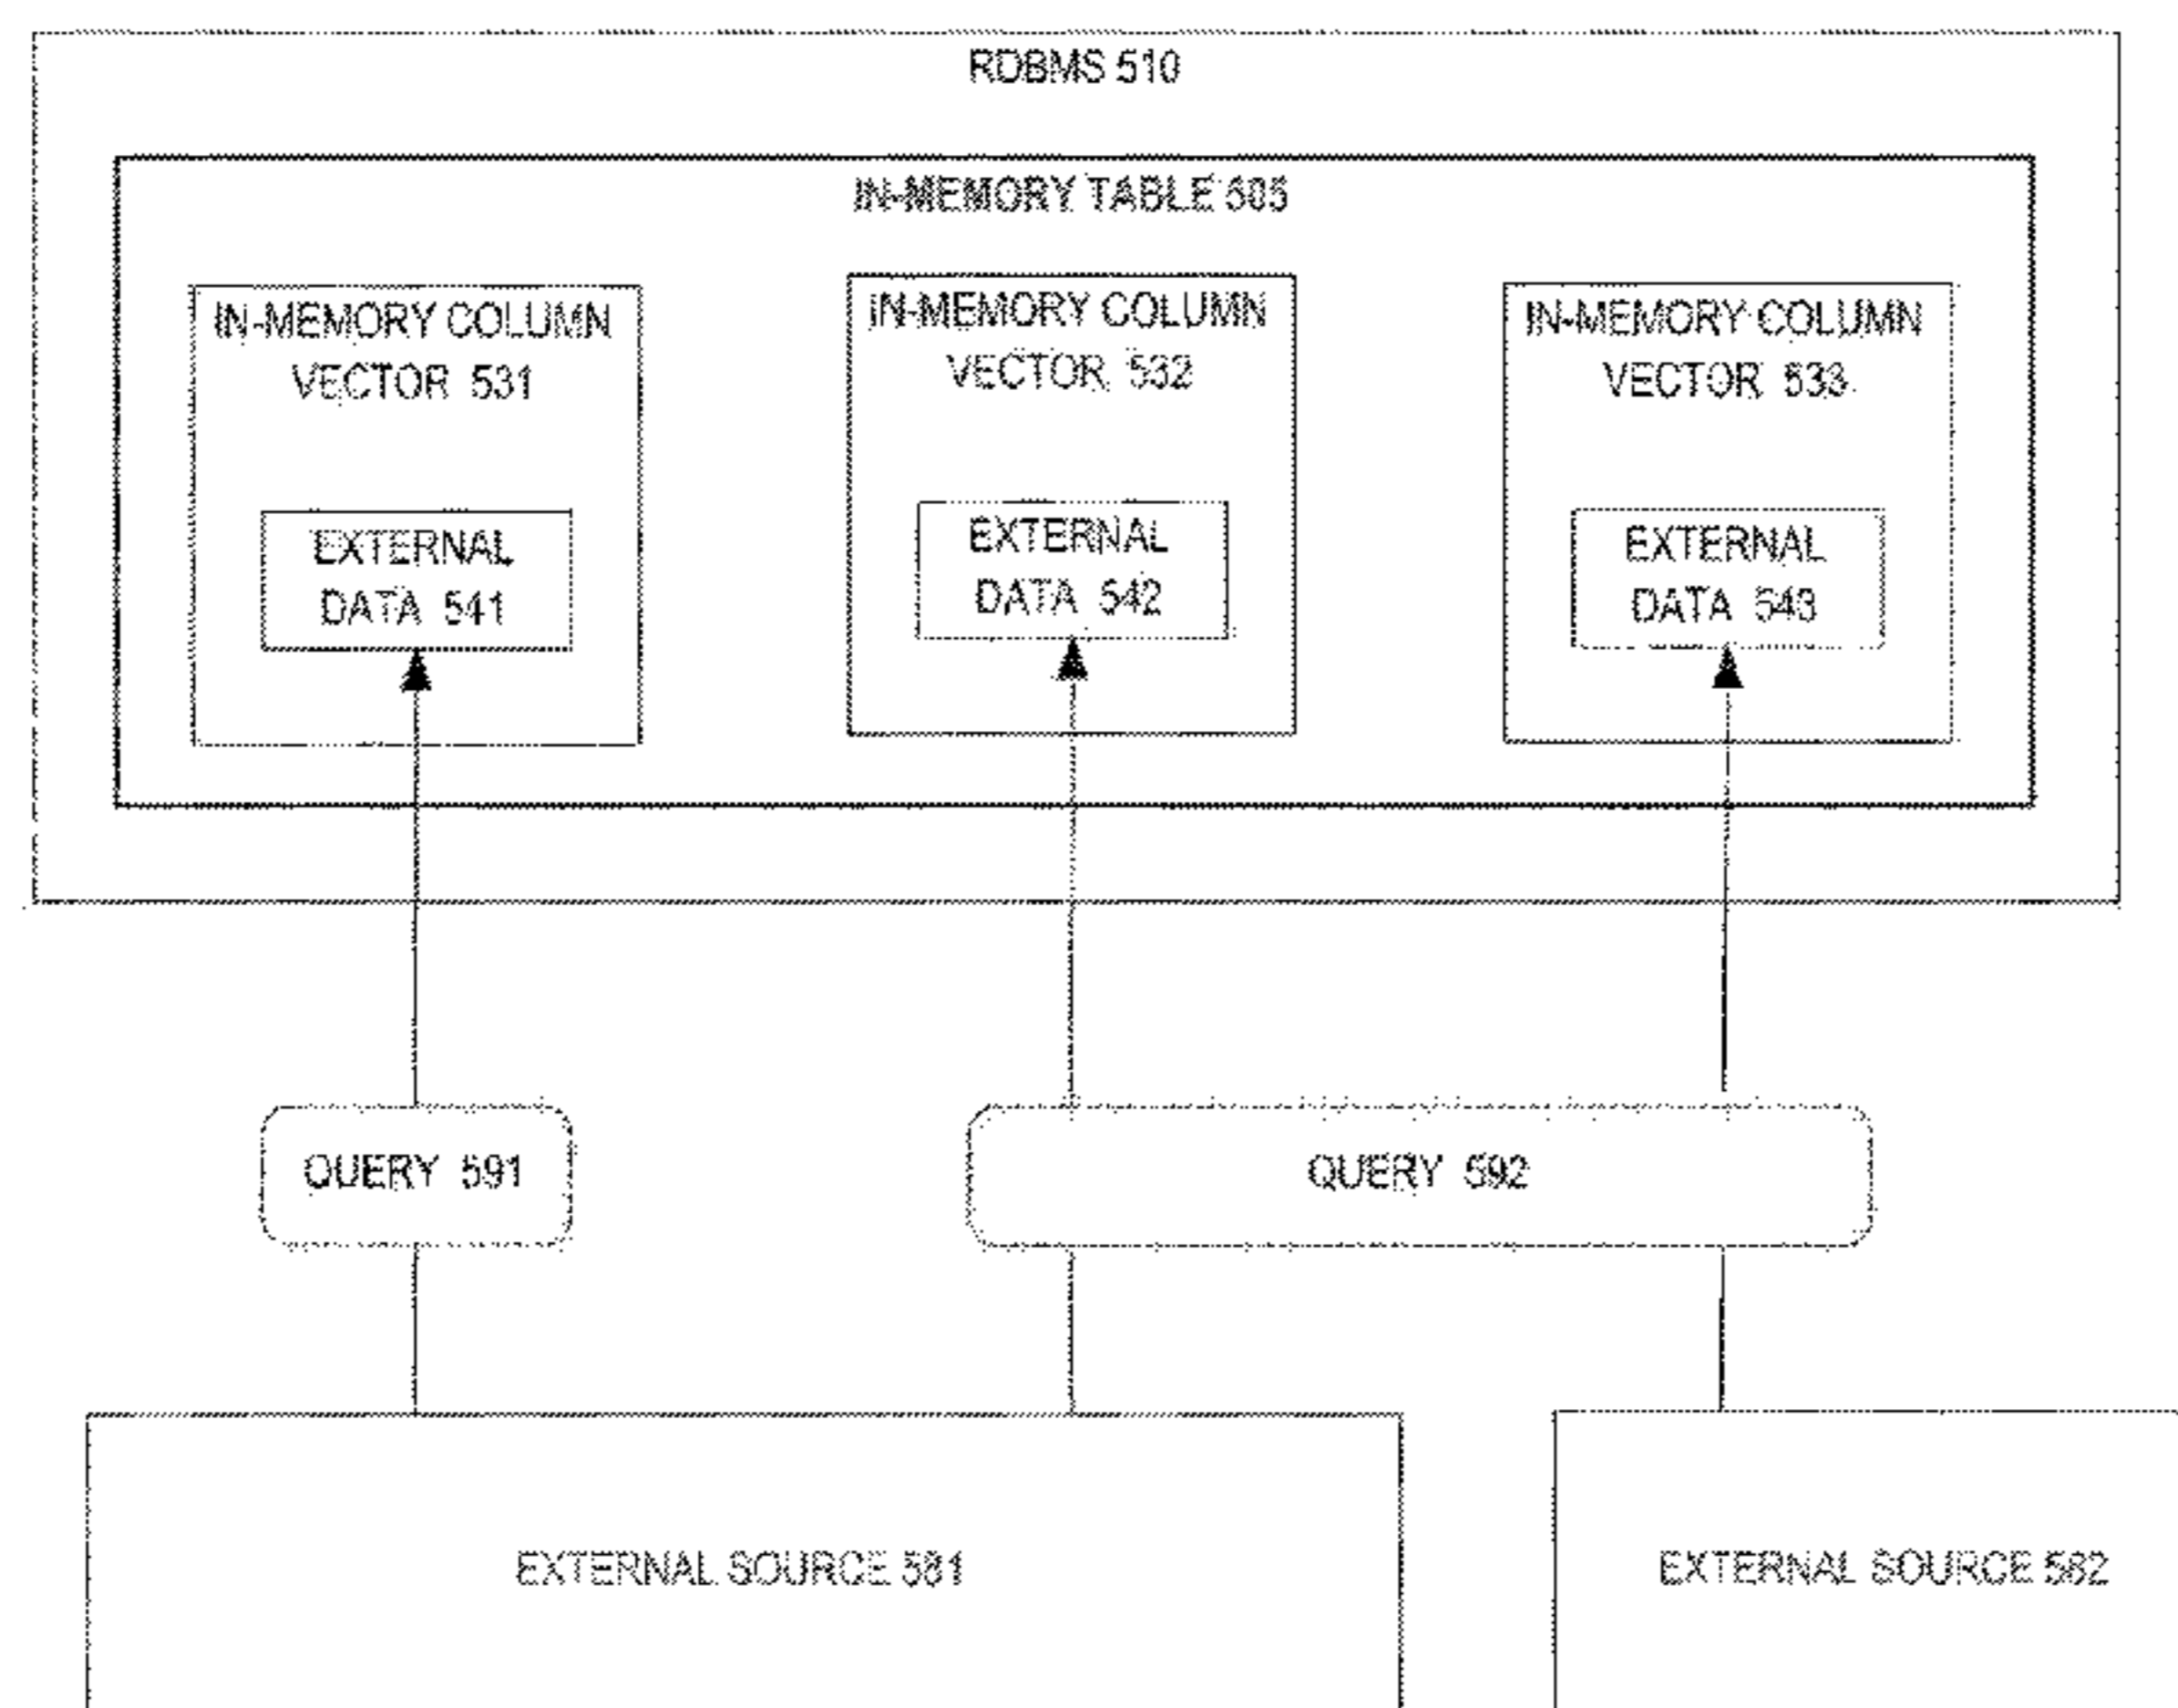 RDBMS 510
IN-MEMORY TABLE 505
IN-MEMORY COLUMN
VECTOR 531
EXTERNAL
DATA 541
IN-MEMORY COLUMN
VECTOR 532
EXTERNAL
DATA 542
IN-MEMORY COLUMN
VECTOR 533
EXTERNAL
DATA 543
QUERY 591
QUERY 592
EXTERNAL SOURCE 581
EXTERNAL SOURCE 582